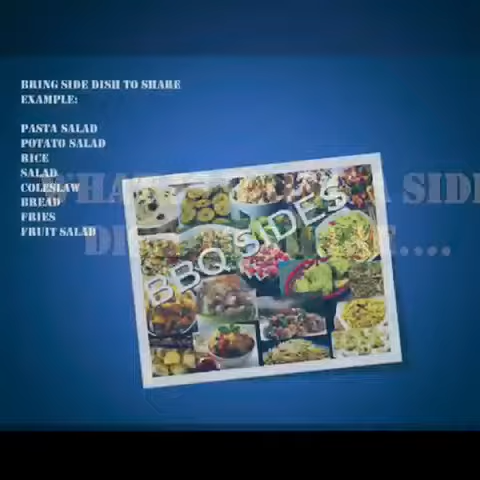 BRING SIDE DISH TO SHARE
EXAMPLE:
PASTA SALAD
POTATO SALAD
RICE
SALAD
COLESLAW
BREAD
FRIES
FRUIT SALAD
BBQ SIDES
A SIDE